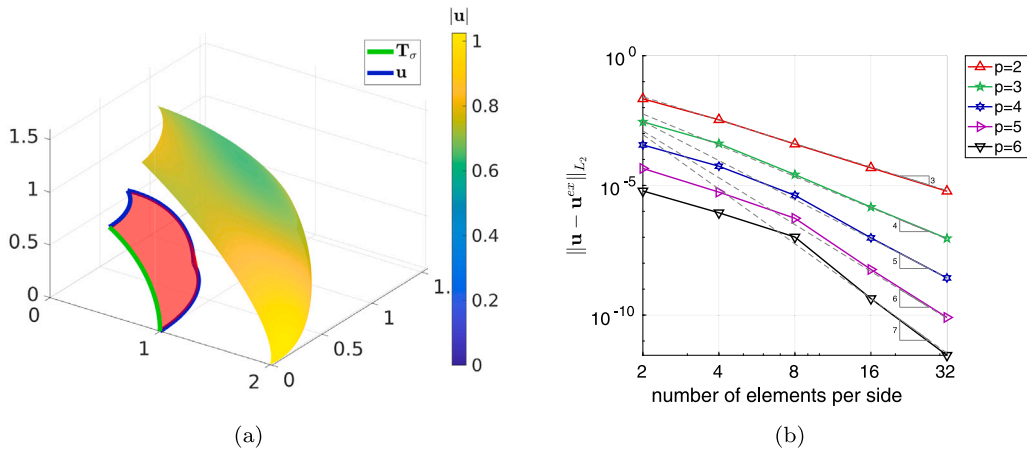 |u|
T_σ
u
1.5
1
0.5
0
0
1
2
0
0.5
1
1.
1
0.8
0.6
0.4
0.2
0
(a)
10^0
10^-5
10^-10
‖u − u^{ex}‖_{L_2}
2
4
8
16
32
number of elements per side
3
4
5
6
7
p=2
p=3
p=4
p=5
p=6
(b)